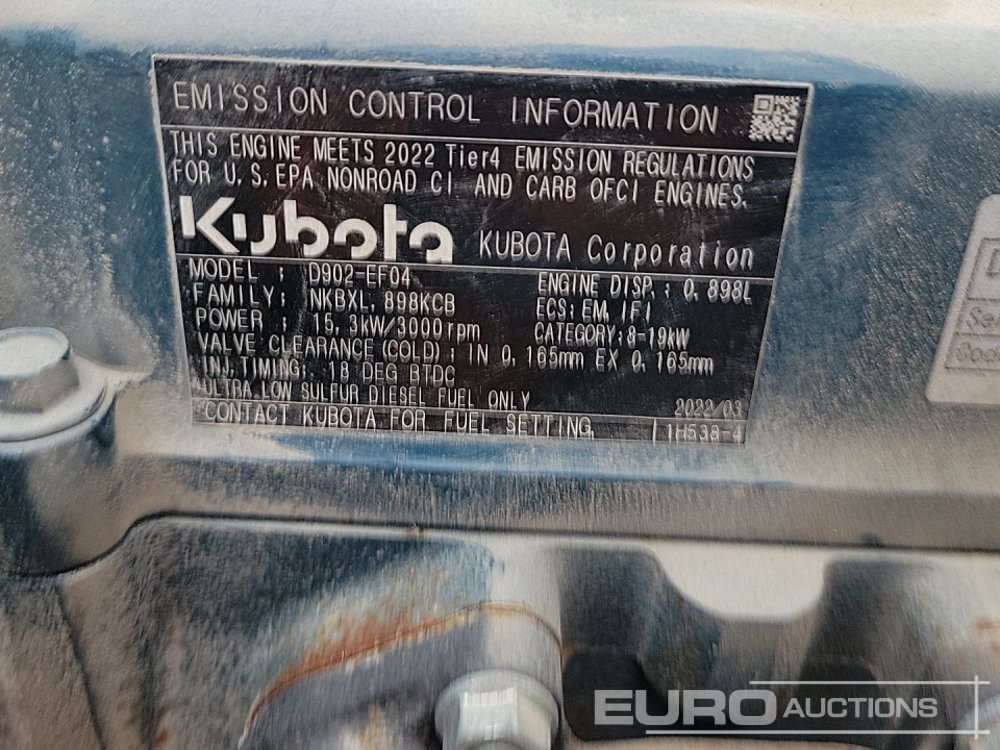 EMISSION CONTROL INFORMATION
THIS ENGINE MEETS 2022 Tier4 EMISSION REGULATIONS
FOR U.S.EPA NONROAD CI AND CARB OFCI ENGINES.
Kubota KUBOTA Corporation
MODEL : D902-EF04 ENGINE DISP.: 0.898L
FAMILY: NKBXL.898KCB ECS: EM, IFI
POWER : 15.3kW/3000rpm CATEGORY:8-19kW
VALVE CLEARANCE(COLD): IN 0.165mm EX 0.165mm
INJ.TIMING: 18 DEG BTDC
ULTRA LOW SULFUR DIESEL FUEL ONLY 2022/03
CONTACT KUBOTA FOR FUEL SETTING. 1H538-4
EURO AUCTIONS